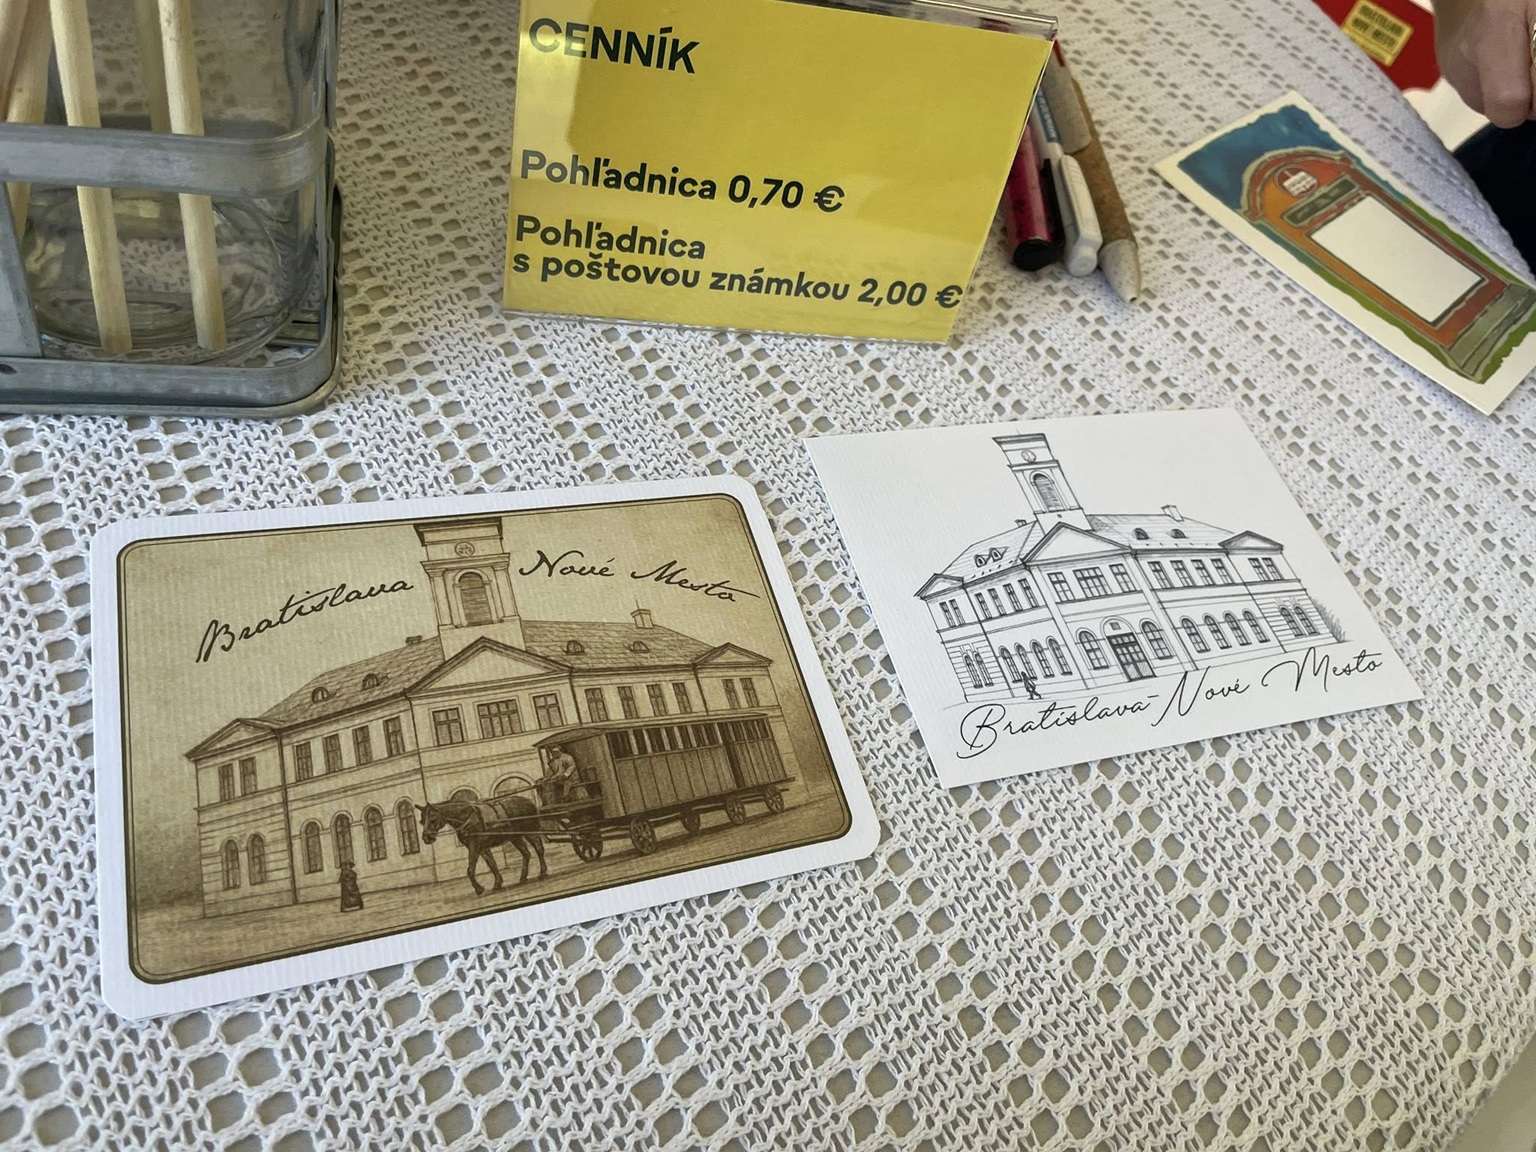 CENNÍK
Pohľadnica 0,70 €
Pohľadnica
s poštovou známkou 2,00 €
Bratislava Nové Mesto
Bratislava Nové Mesto